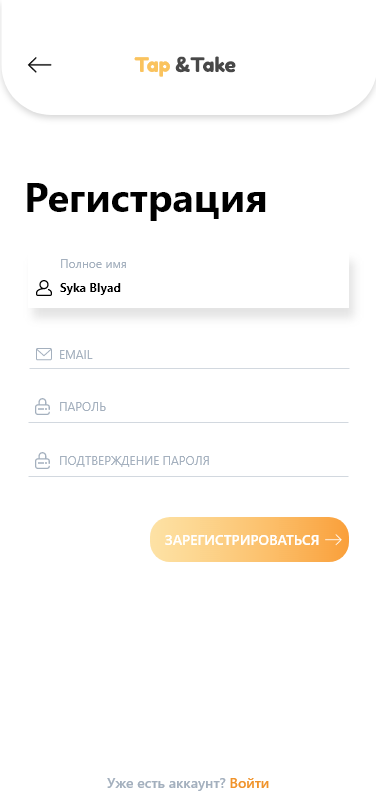 Tap &Take
Регистрация
Полное имя
Syka Blyad
EMAIL
ПАРОЛЬ
ПОДТВЕРЖДЕНИЕ ПАРОЛЯ
ЗАРЕГИСТРИРОВАТЬСЯ
Уже есть аккаунт? Войти